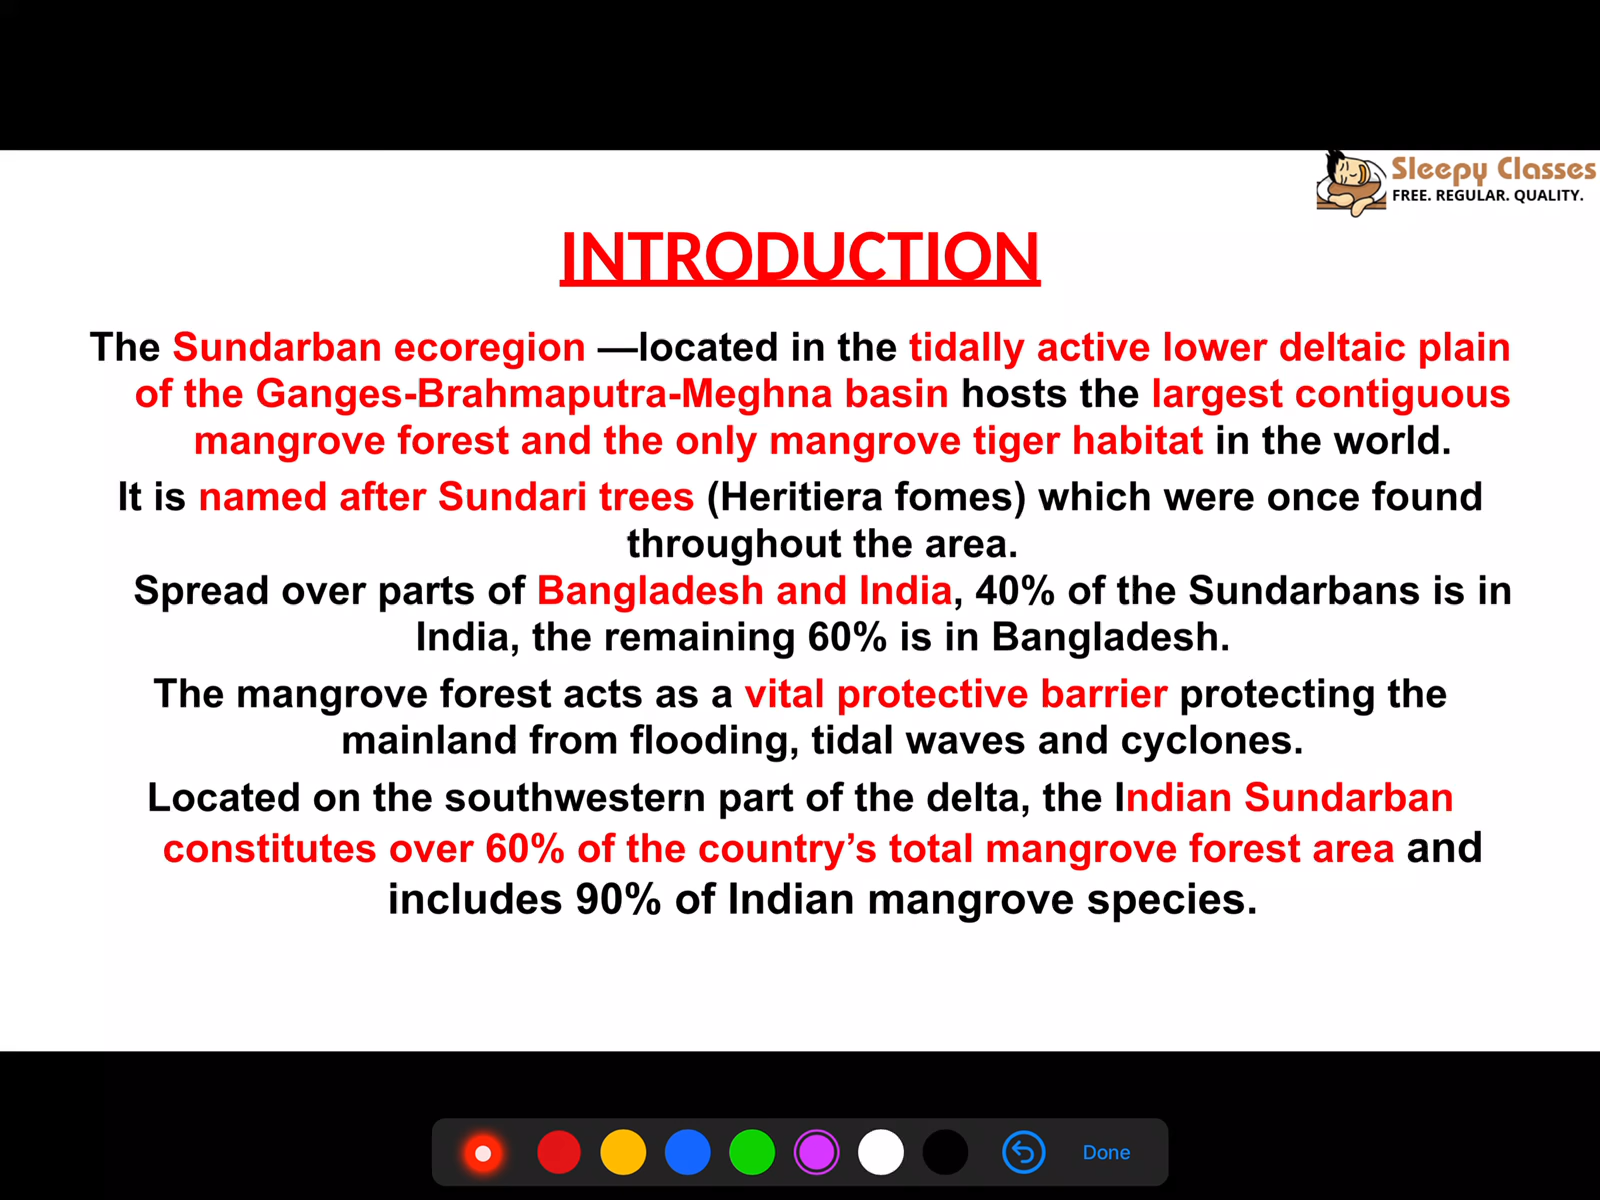 Sleepy Classes
FREE. REGULAR. QUALITY.
INTRODUCTION
The Sundarban ecoregion —located in the tidally active lower deltaic plain
of the Ganges-Brahmaputra-Meghna basin hosts the largest contiguous
mangrove forest and the only mangrove tiger habitat in the world.
It is named after Sundari trees (Heritiera fomes) which were once found
throughout the area.
Spread over parts of Bangladesh and India, 40% of the Sundarbans is in
India, the remaining 60% is in Bangladesh.
The mangrove forest acts as a vital protective barrier protecting the
mainland from flooding, tidal waves and cyclones.
Located on the southwestern part of the delta, the Indian Sundarban
constitutes over 60% of the country’s total mangrove forest area and
includes 90% of Indian mangrove species.
Done